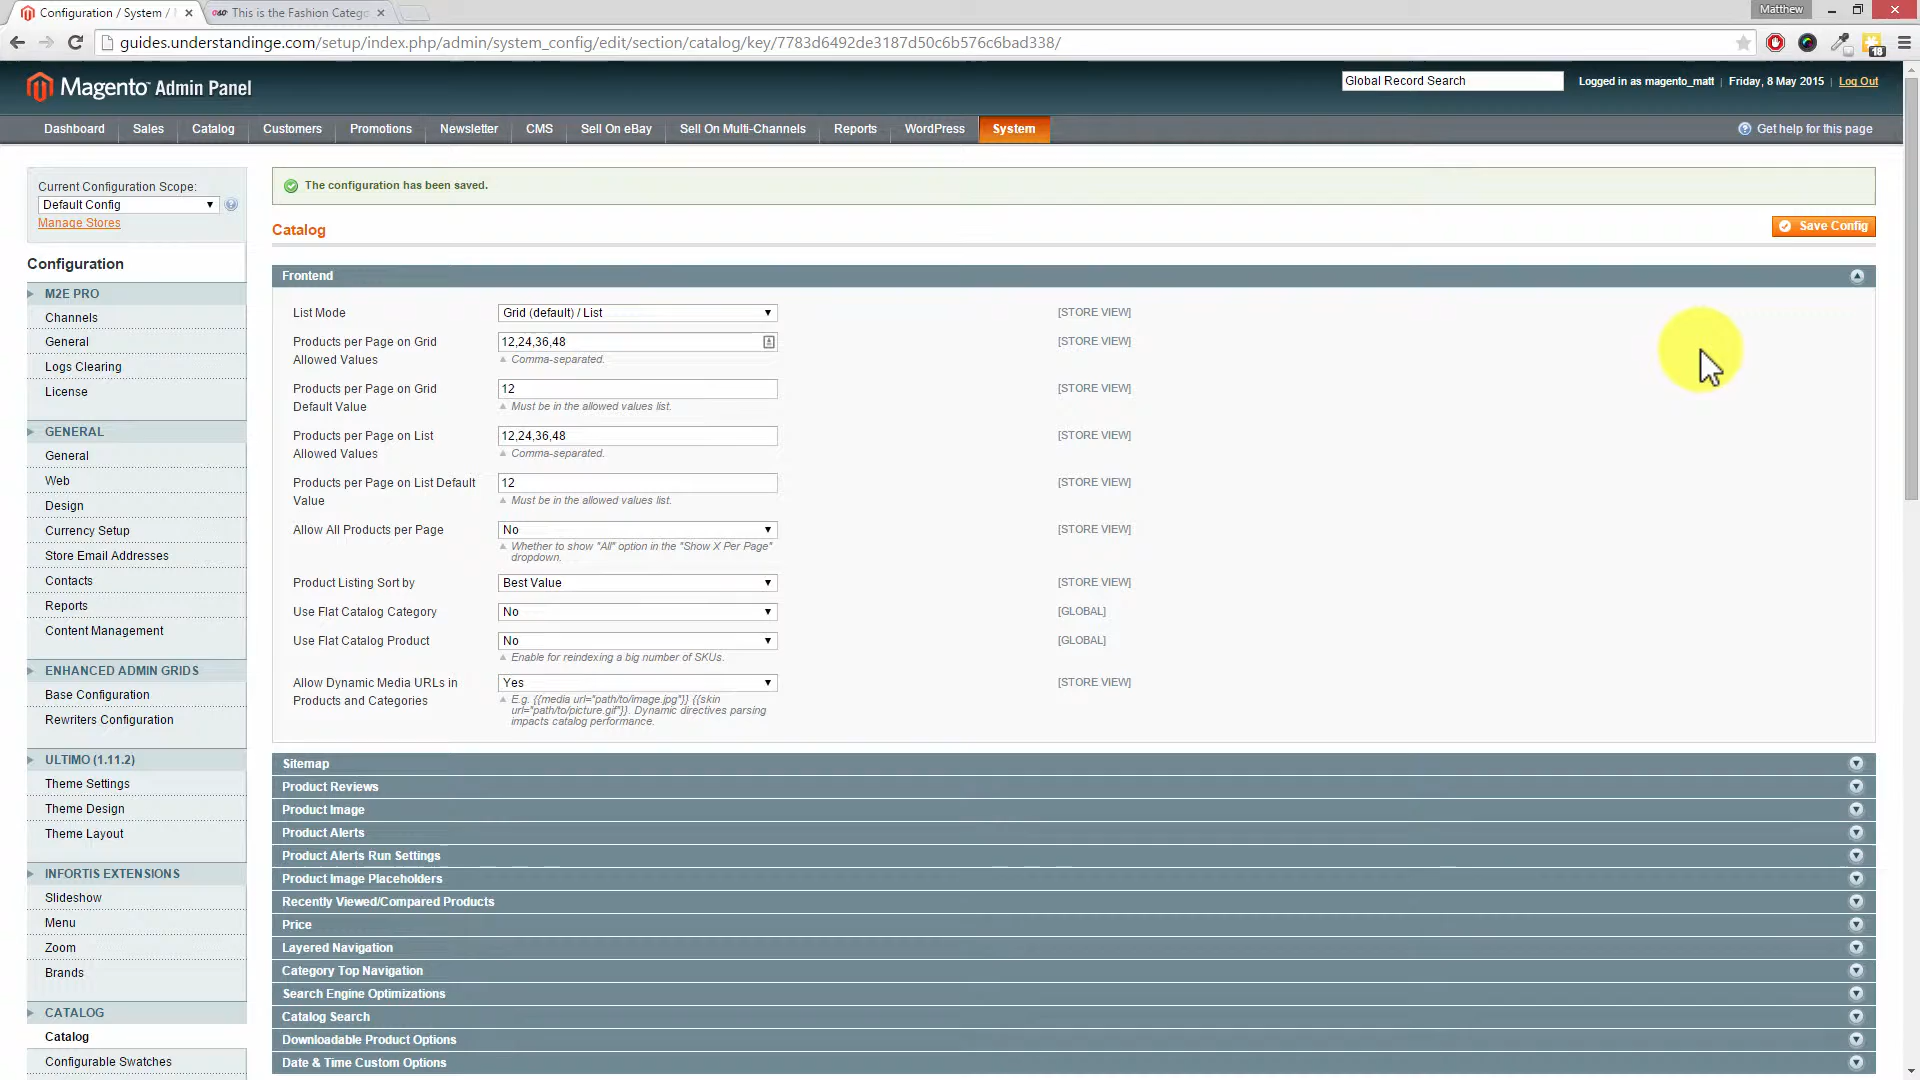 Configuration / System /
This is the Fashion Catego
Matthew
guides.understandinge.com/setup/index.php/admin/system_config/edit/section/catalog/key/7783d6492de3187d50c6b576c6bad338/
18
Magento Admin Panel
Global Record Search
Logged in as magento_matt | Friday, 8 May 2015 | Log Out
Dashboard Sales Catalog Customers Promotions Newsletter CMS Sell On eBay Sell On Multi-Channels Reports WordPress System
Get help for this page
Current Configuration Scope:
Default Config
Manage Stores
Configuration
M2E PRO
Channels
General
Logs Clearing
License
GENERAL
General
Web
Design
Currency Setup
Store Email Addresses
Contacts
Reports
Content Management
ENHANCED ADMIN GRIDS
Base Configuration
Rewriters Configuration
ULTIMO (1.11.2)
Theme Settings
Theme Design
Theme Layout
INFORTIS EXTENSIONS
Slideshow
Menu
Zoom
Brands
CATALOG
Catalog
Configurable Swatches
The configuration has been saved.
Catalog
Save Config
Frontend
List Mode
Grid (default) / List
[STORE VIEW]
Products per Page on Grid
Allowed Values
12,24,36,48
Comma-separated.
[STORE VIEW]
Products per Page on Grid
Default Value
12
Must be in the allowed values list.
[STORE VIEW]
Products per Page on List
Allowed Values
12,24,36,48
Comma-separated.
[STORE VIEW]
Products per Page on List Default
Value
12
Must be in the allowed values list.
[STORE VIEW]
Allow All Products per Page
No
Whether to show "All" option in the "Show X Per Page"
dropdown.
[STORE VIEW]
Product Listing Sort by
Best Value
[STORE VIEW]
Use Flat Catalog Category
No
[GLOBAL]
Use Flat Catalog Product
No
Enable for reindexing a big number of SKUs.
[GLOBAL]
Allow Dynamic Media URLs in
Products and Categories
Yes
E.g. {{media url="path/to/image.jpg"}} {{skin
url="path/to/picture.gif"}}. Dynamic directives parsing
impacts catalog performance.
[STORE VIEW]
Sitemap
Product Reviews
Product Image
Product Alerts
Product Alerts Run Settings
Product Image Placeholders
Recently Viewed/Compared Products
Price
Layered Navigation
Category Top Navigation
Search Engine Optimizations
Catalog Search
Downloadable Product Options
Date & Time Custom Options